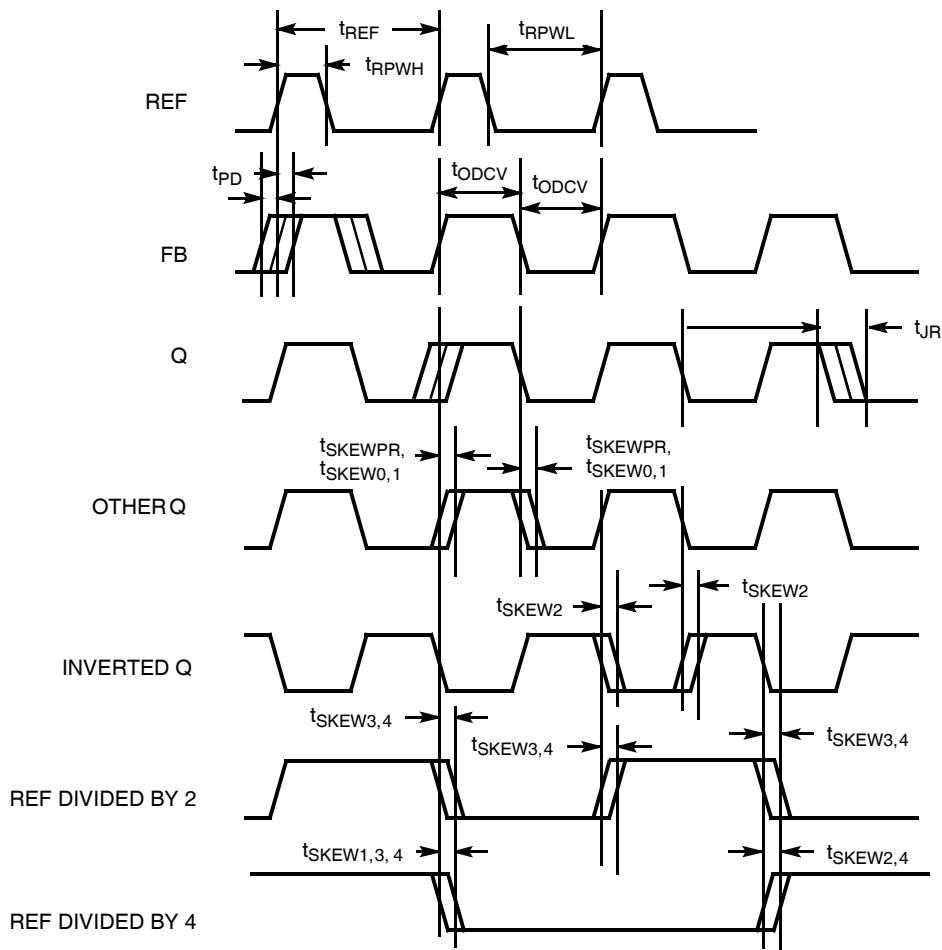 tREF
tRPWL
tRPWH
REF
tPD
tODCV
tODCV
FB
Q
tJR
tSKEWPR,
tSKEW0,1
tSKEWPR,
tSKEW0,1
OTHER Q
tSKEW2
tSKEW2
INVERTED Q
tSKEW3,4
tSKEW3,4
tSKEW3,4
REF DIVIDED BY 2
tSKEW1,3, 4
tSKEW2,4
REF DIVIDED BY 4